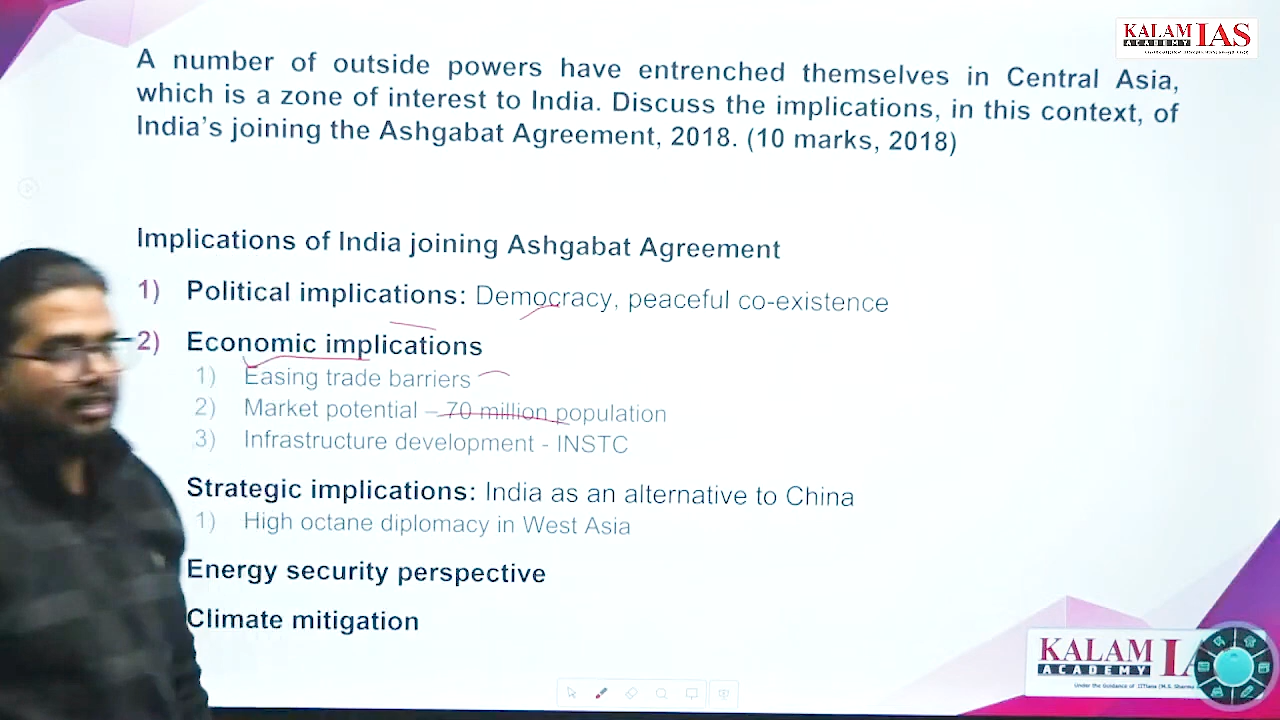 KALAM IAS
ACADEMY
A number of outside powers have entrenched themselves in Central Asia,
which is a zone of interest to India. Discuss the implications, in this context, of
India's joining the Ashgabat Agreement, 2018. (10 marks, 2018)
Implications of India joining Ashgabat Agreement
1) Political implications: Democracy, peaceful co-existence
2) Economic implications
1) Easing trade barriers
2) Market potential – 70 million population
3) Infrastructure development - INSTC
Strategic implications: India as an alternative to China
1) High octane diplomacy in West Asia
Energy security perspective
Climate mitigation
KALAM IA
ACADEMY
Under the Guidance of IITians (M.S. Sharma